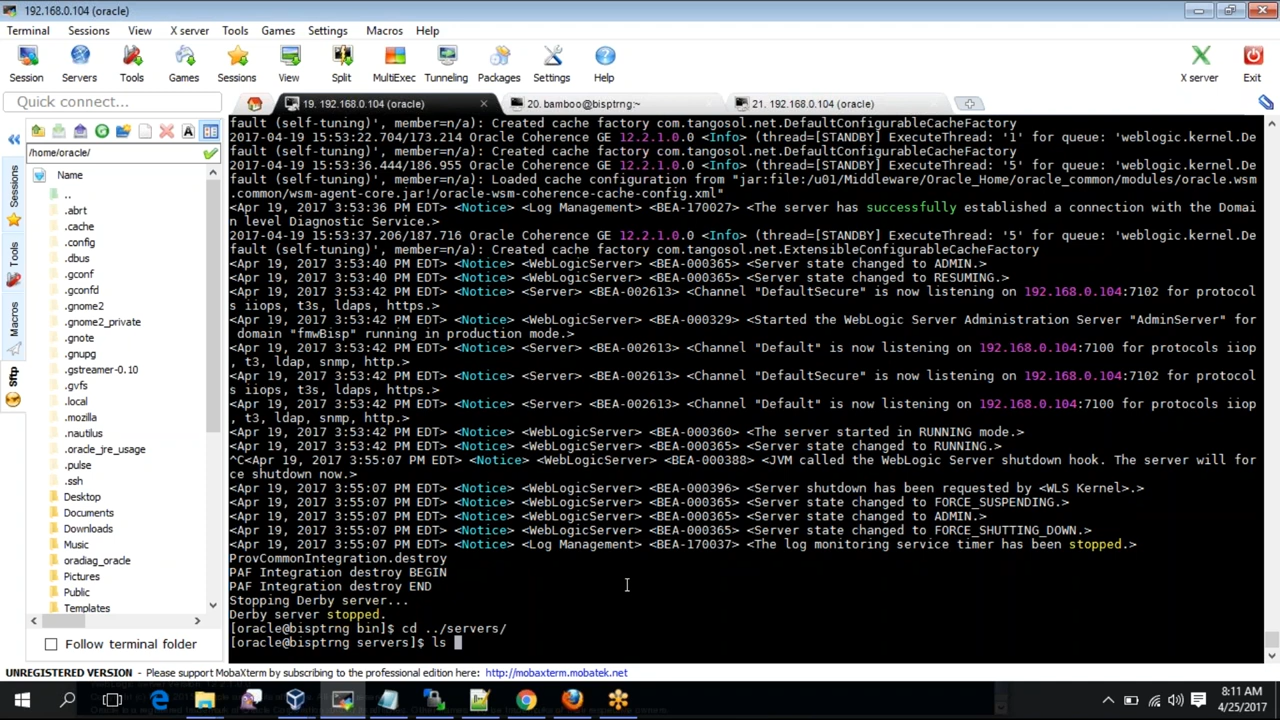 192.168.0.104 (oracle)
Terminal Sessions View X server Tools Games Settings Macros Help
Session Servers Tools Games Sessions View Split MultiExec Tunneling Packages Settings Help X server Exit
Quick connect...
19. 192.168.0.104 (oracle)
20. bamboo@bisptrng:~
21. 192.168.0.104 (oracle)
/home/oracle/
Name
..
.abrt
.cache
.config
.dbus
.gconf
.gconfd
.gnome2
.gnome2_private
.gnote
.gnupg
.gstreamer-0.10
.gvfs
.local
.mozilla
.nautilus
.oracle_jre_usage
.pulse
.ssh
Desktop
Documents
Downloads
Music
oradiag_oracle
Pictures
Public
Templates
Sessions
Tools
Macros
Sftp
Follow terminal folder
fault (self-tuning)', member=n/a): Created cache factory com.tangosol.net.DefaultConfigurableCacheFactory
2017-04-19 15:53:22.704/173.214 Oracle Coherence GE 12.2.1.0.0 <Info> (thread=[STANDBY] ExecuteThread: '1' for queue: 'weblogic.kernel.De
fault (self-tuning)', member=n/a): Created cache factory com.tangosol.net.DefaultConfigurableCacheFactory
2017-04-19 15:53:36.444/186.955 Oracle Coherence GE 12.2.1.0.0 <Info> (thread=[STANDBY] ExecuteThread: '5' for queue: 'weblogic.kernel.De
fault (self-tuning)', member=n/a): Loaded cache configuration from "jar:file:/u01/Middleware/Oracle_Home/oracle_common/modules/oracle.wsm
.common/wsm-agent-core.jar!/oracle-wsm-coherence-cache-config.xml"
<Apr 19, 2017 3:53:36 PM EDT> <Notice> <Log Management> <BEA-170027> <The server has successfully established a connection with the Domai
n level Diagnostic Service.>
2017-04-19 15:53:37.206/187.716 Oracle Coherence GE 12.2.1.0.0 <Info> (thread=[STANDBY] ExecuteThread: '5' for queue: 'weblogic.kernel.De
fault (self-tuning)', member=n/a): Created cache factory com.tangosol.net.ExtensibleConfigurableCacheFactory
<Apr 19, 2017 3:53:40 PM EDT> <Notice> <WebLogicServer> <BEA-000365> <Server state changed to ADMIN.>
<Apr 19, 2017 3:53:40 PM EDT> <Notice> <WebLogicServer> <BEA-000365> <Server state changed to RESUMING.>
<Apr 19, 2017 3:53:42 PM EDT> <Notice> <Server> <BEA-002613> <Channel "DefaultSecure" is now listening on 192.168.0.104:7102 for protocol
s iiops, t3s, ldaps, https.>
<Apr 19, 2017 3:53:42 PM EDT> <Notice> <WebLogicServer> <BEA-000329> <Started the WebLogic Server Administration Server "AdminServer" for
domain "fmwBisp" running in production mode.>
<Apr 19, 2017 3:53:42 PM EDT> <Notice> <Server> <BEA-002613> <Channel "Default" is now listening on 192.168.0.104:7100 for protocols iiop
, t3, ldap, snmp, http.>
<Apr 19, 2017 3:53:42 PM EDT> <Notice> <Server> <BEA-002613> <Channel "DefaultSecure" is now listening on 192.168.0.104:7102 for protocol
s iiops, t3s, ldaps, https.>
<Apr 19, 2017 3:53:42 PM EDT> <Notice> <Server> <BEA-002613> <Channel "Default" is now listening on 192.168.0.104:7100 for protocols iiop
, t3, ldap, snmp, http.>
<Apr 19, 2017 3:53:42 PM EDT> <Notice> <WebLogicServer> <BEA-000360> <The server started in RUNNING mode.>
<Apr 19, 2017 3:53:42 PM EDT> <Notice> <WebLogicServer> <BEA-000365> <Server state changed to RUNNING.>
^C<Apr 19, 2017 3:55:07 PM EDT> <Notice> <WebLogicServer> <BEA-000388> <JVM called the WebLogic Server shutdown hook. The server will for
ce shutdown now.>
<Apr 19, 2017 3:55:07 PM EDT> <Notice> <WebLogicServer> <BEA-000396> <Server shutdown has been requested by <WLS Kernel>.>
<Apr 19, 2017 3:55:07 PM EDT> <Notice> <WebLogicServer> <BEA-000365> <Server state changed to FORCE_SUSPENDING.>
<Apr 19, 2017 3:55:07 PM EDT> <Notice> <WebLogicServer> <BEA-000365> <Server state changed to ADMIN.>
<Apr 19, 2017 3:55:07 PM EDT> <Notice> <WebLogicServer> <BEA-000365> <Server state changed to FORCE_SHUTTING_DOWN.>
<Apr 19, 2017 3:55:07 PM EDT> <Notice> <Log Management> <BEA-170037> <The log monitoring service timer has been stopped.>
ProvCommonIntegration.destroy
PAF Integration destroy BEGIN
PAF Integration destroy END
Stopping Derby server...
Derby server stopped.
[oracle@bisptrng bin]$ cd ../servers/
[oracle@bisptrng servers]$ ls
UNREGISTERED VERSION - Please support MobaXterm by subscribing to the professional edition here: http://mobaxterm.mobatek.net
8:11 AM
4/25/2017